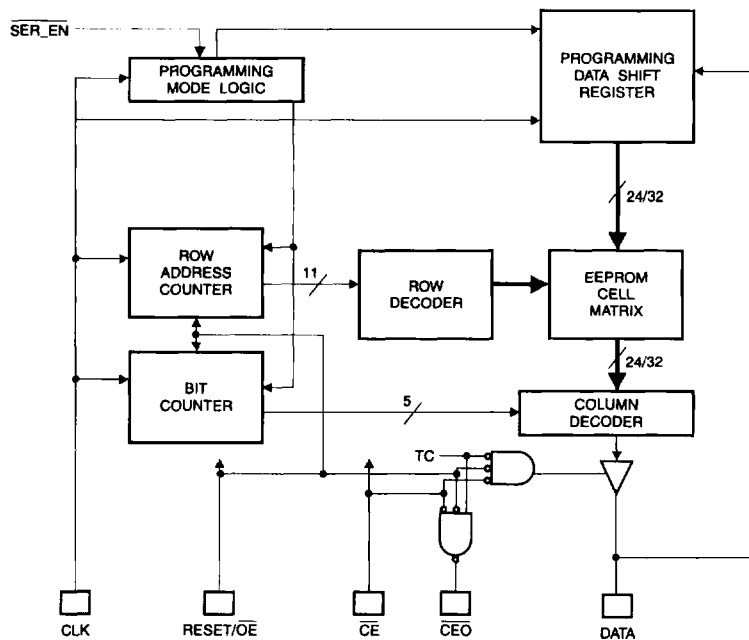 SER_EN
PROGRAMMING
MODE LOGIC
PROGRAMMING
DATA SHIFT
REGISTER
24/32
ROW
ADDRESS
COUNTER
11
ROW
DECODER
EEPROM
CELL
MATRIX
24/32
BIT
COUNTER
5
COLUMN
DECODER
TC
CLK
RESET/OE
CE
CEO
DATA